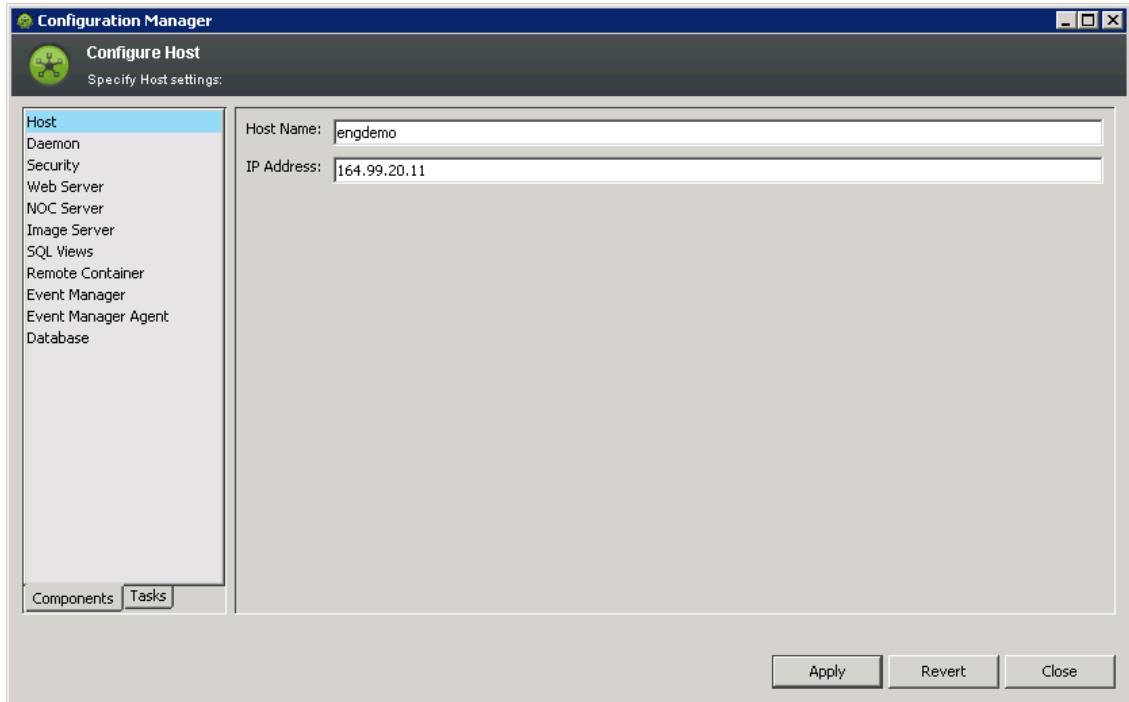 Configuration Manager
Configure Host
Specify Host settings:
Host
Daemon
Security
Web Server
NOC Server
Image Server
SQL Views
Remote Container
Event Manager
Event Manager Agent
Database
Components Tasks
Host Name: engdemo
IP Address: 164.99.20.11
Apply Revert Close